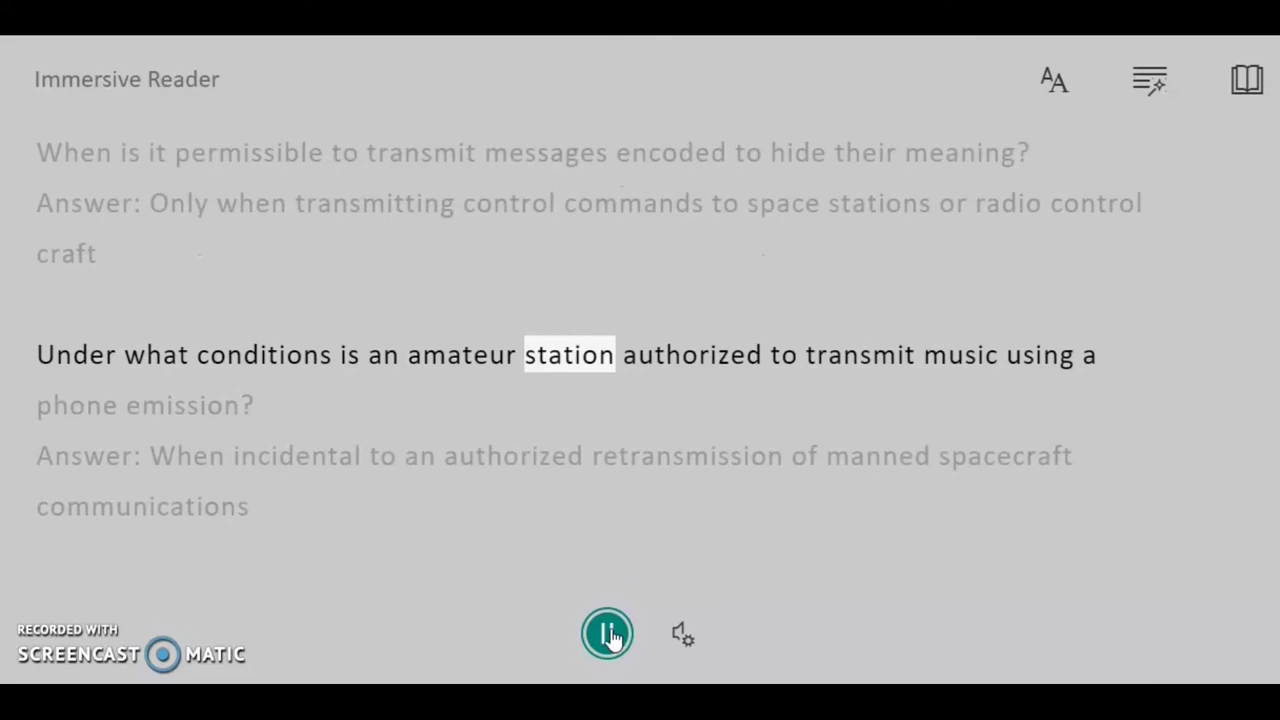 Immersive Reader
When is it permissible to transmit messages encoded to hide their meaning?
Answer: Only when transmitting control commands to space stations or radio control
craft
Under what conditions is an amateur station authorized to transmit music using a
phone emission?
Answer: When incidental to an authorized retransmission of manned spacecraft
communications
RECORDED WITH
SCREENCAST MATIC